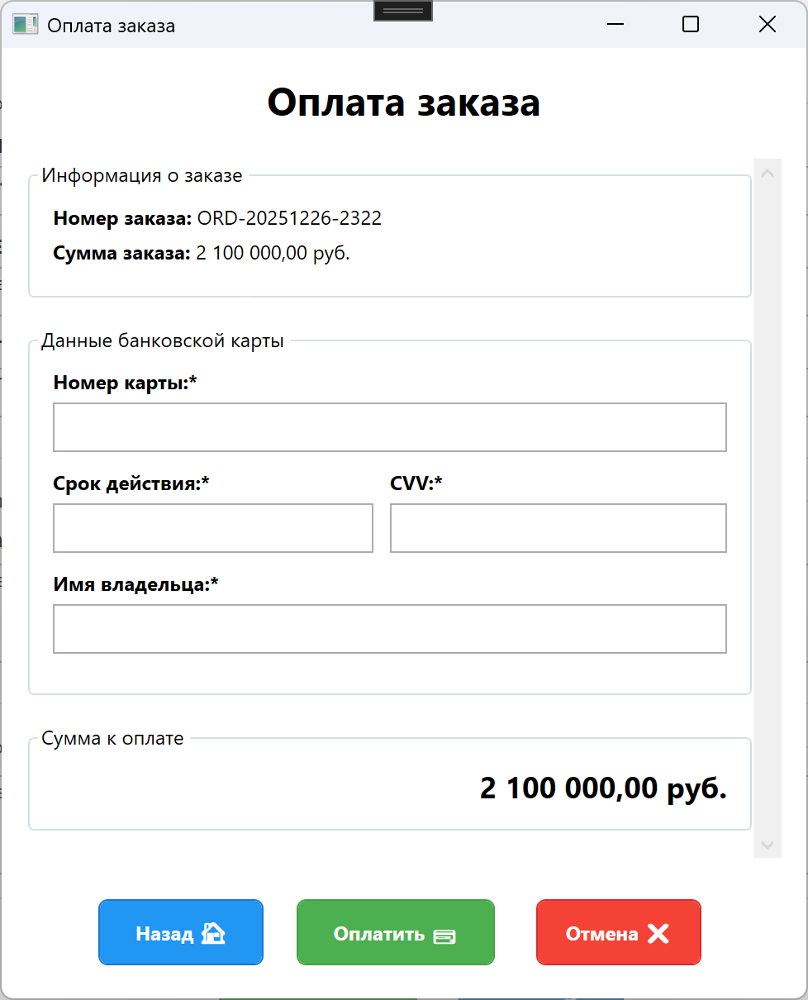 Оплата заказа
Оплата заказа
Информация о заказе
Номер заказа: ORD-20251226-2322
Сумма заказа: 2 100 000,00 руб.
Данные банковской карты
Номер карты:*
Срок действия:* CVV:*
Имя владельца:*
Сумма к оплате
2 100 000,00 руб.
Назад Оплатить Отмена